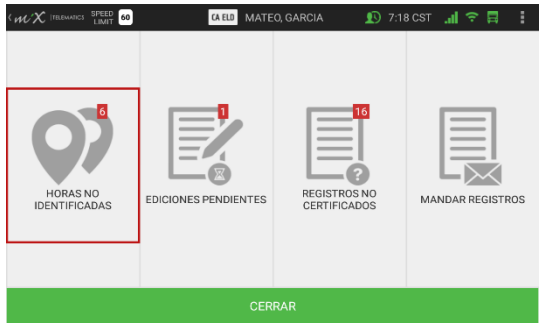 miX TELEMATICS SPEED LIMIT 60 CA ELD MATEO, GARCIA 7:18 CST
6
HORAS NO
IDENTIFICADAS
1
EDICIONES PENDIENTES
16
?
REGISTROS NO
CERTIFICADOS
MANDAR REGISTROS
CERRAR